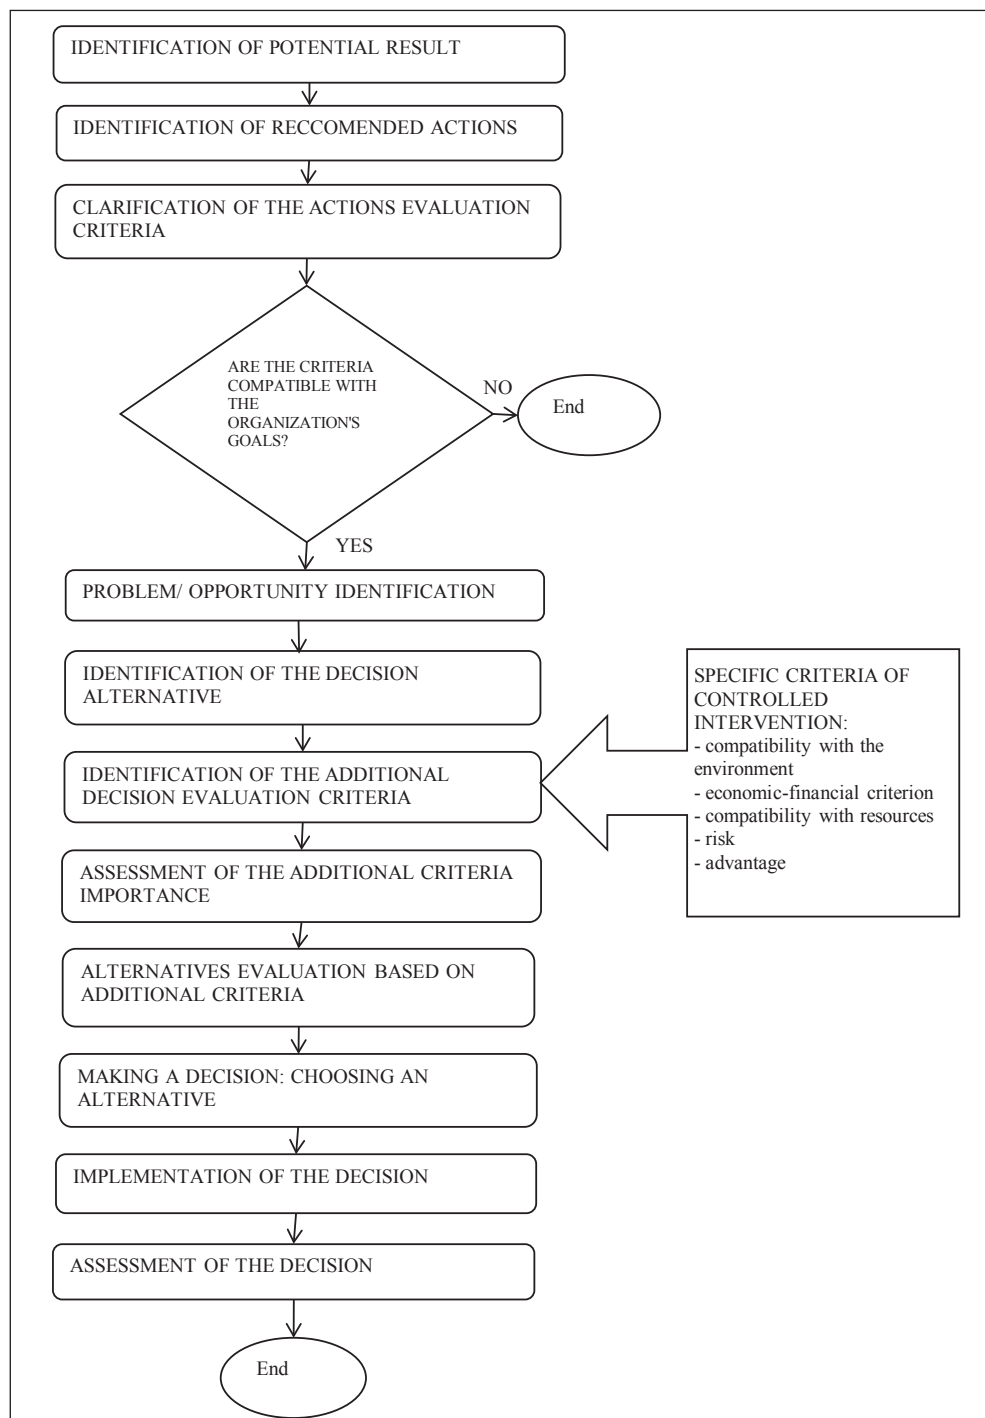 IDENTIFICATION OF POTENTIAL RESULT
IDENTIFICATION OF RECCOMENDED ACTIONS
CLARIFICATION OF THE ACTIONS EVALUATION
CRITERIA
ARE THE CRITERIA
COMPATIBLE WITH
THE
ORGANIZATION'S
GOALS?
NO
End
YES
PROBLEM/ OPPORTUNITY IDENTIFICATION
IDENTIFICATION OF THE DECISION
ALTERNATIVE
IDENTIFICATION OF THE ADDITIONAL
DECISION EVALUATION CRITERIA
SPECIFIC CRITERIA OF
CONTROLLED
INTERVENTION:
- compatibility with the
environment
- economic-financial criterion
- compatibility with resources
- risk
- advantage
ASSESSMENT OF THE ADDITIONAL CRITERIA
IMPORTANCE
ALTERNATIVES EVALUATION BASED ON
ADDITIONAL CRITERIA
MAKING A DECISION: CHOOSING AN
ALTERNATIVE
IMPLEMENTATION OF THE DECISION
ASSESSMENT OF THE DECISION
End